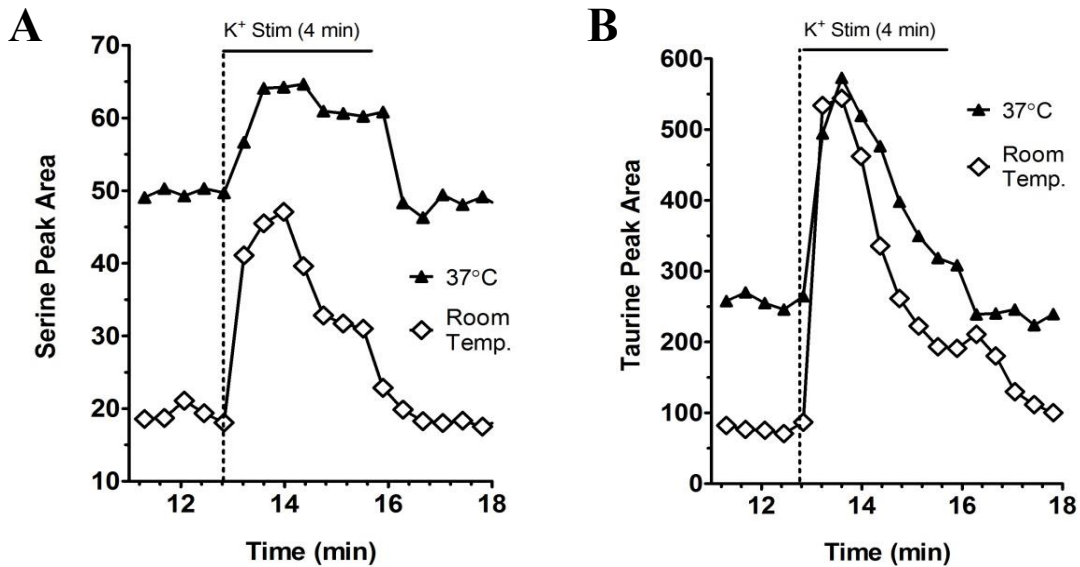 A
K+ Stim (4 min)
70
60
50
40
30
20
10
Serine Peak Area
37°C
Room
Temp.
12
14
16
18
Time (min)
B
K+ Stim (4 min)
600
500
400
300
200
100
0
Taurine Peak Area
37°C
Room
Temp.
12
14
16
18
Time (min)